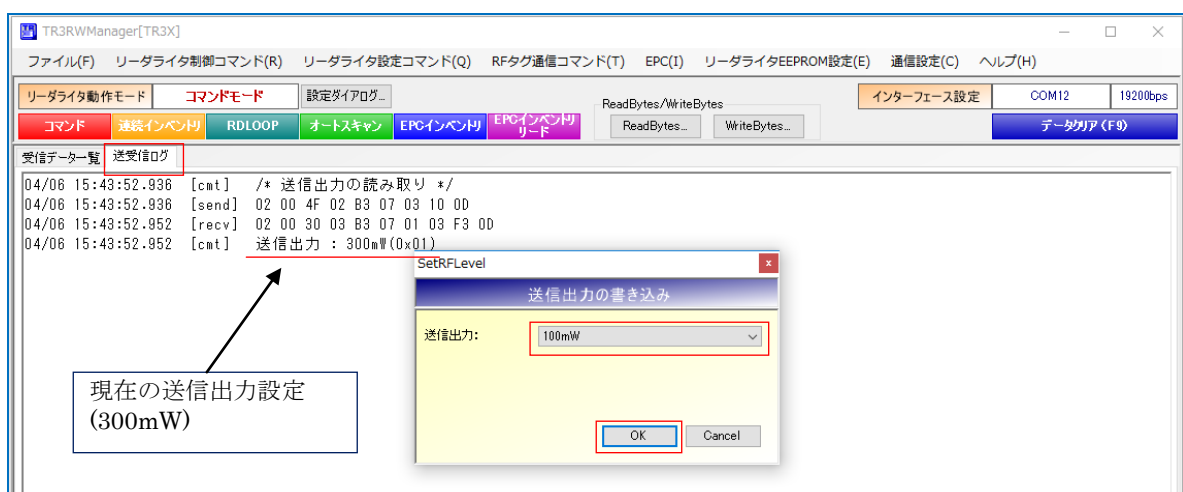 TR3RWManager[TR3X]
ファイル(F) リーダライタ制御コマンド(R) リーダライタ設定コマンド(Q) RFタグ通信コマンド(T) EPC(I) リーダライタEEPROM設定(E) 通信設定(C) ヘルプ(H)
リーダライタ動作モード コマンドモード 設定ダイアログ... ReadBytes/WriteBytes インターフェース設定 COM12 19200bps
コマンド 連続インベントリ RDLOOP オートスキャン EPCインベントリ EPCインベントリ
リード ReadBytes... WriteBytes... データクリア(F9)
受信データ一覧 送受信ログ
04/06 15:43:52.936 [cmt] /* 送信出力の読み取り */
04/06 15:43:52.936 [send] 02 00 4F 02 B3 07 03 10 0D
04/06 15:43:52.952 [recv] 02 00 30 03 B3 07 01 03 F3 0D
04/06 15:43:52.952 [cmt] 送信出力 : 300mW(0x01)
SetRFLevel
送信出力の書き込み
送信出力: 100mW
OK Cancel
現在の送信出力設定
(300mW)